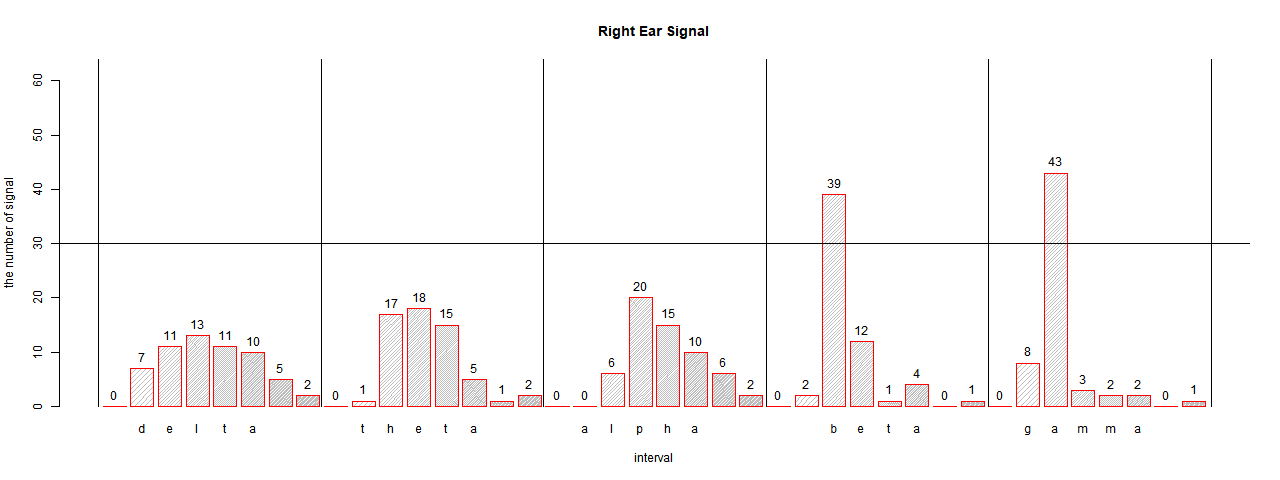 Right Ear Signal
the number of signal
60
50
40
30
20
10
0
0 7 11 13 11 10 5 2
0 1 17 18 15 5 1 2
0 0 6 20 15 10 6 2
0 2 39 12 1 4 0 1
0 8 43 3 2 2 0 1
d e l t a t h e t a a l p h a b e t a g a m m a
interval